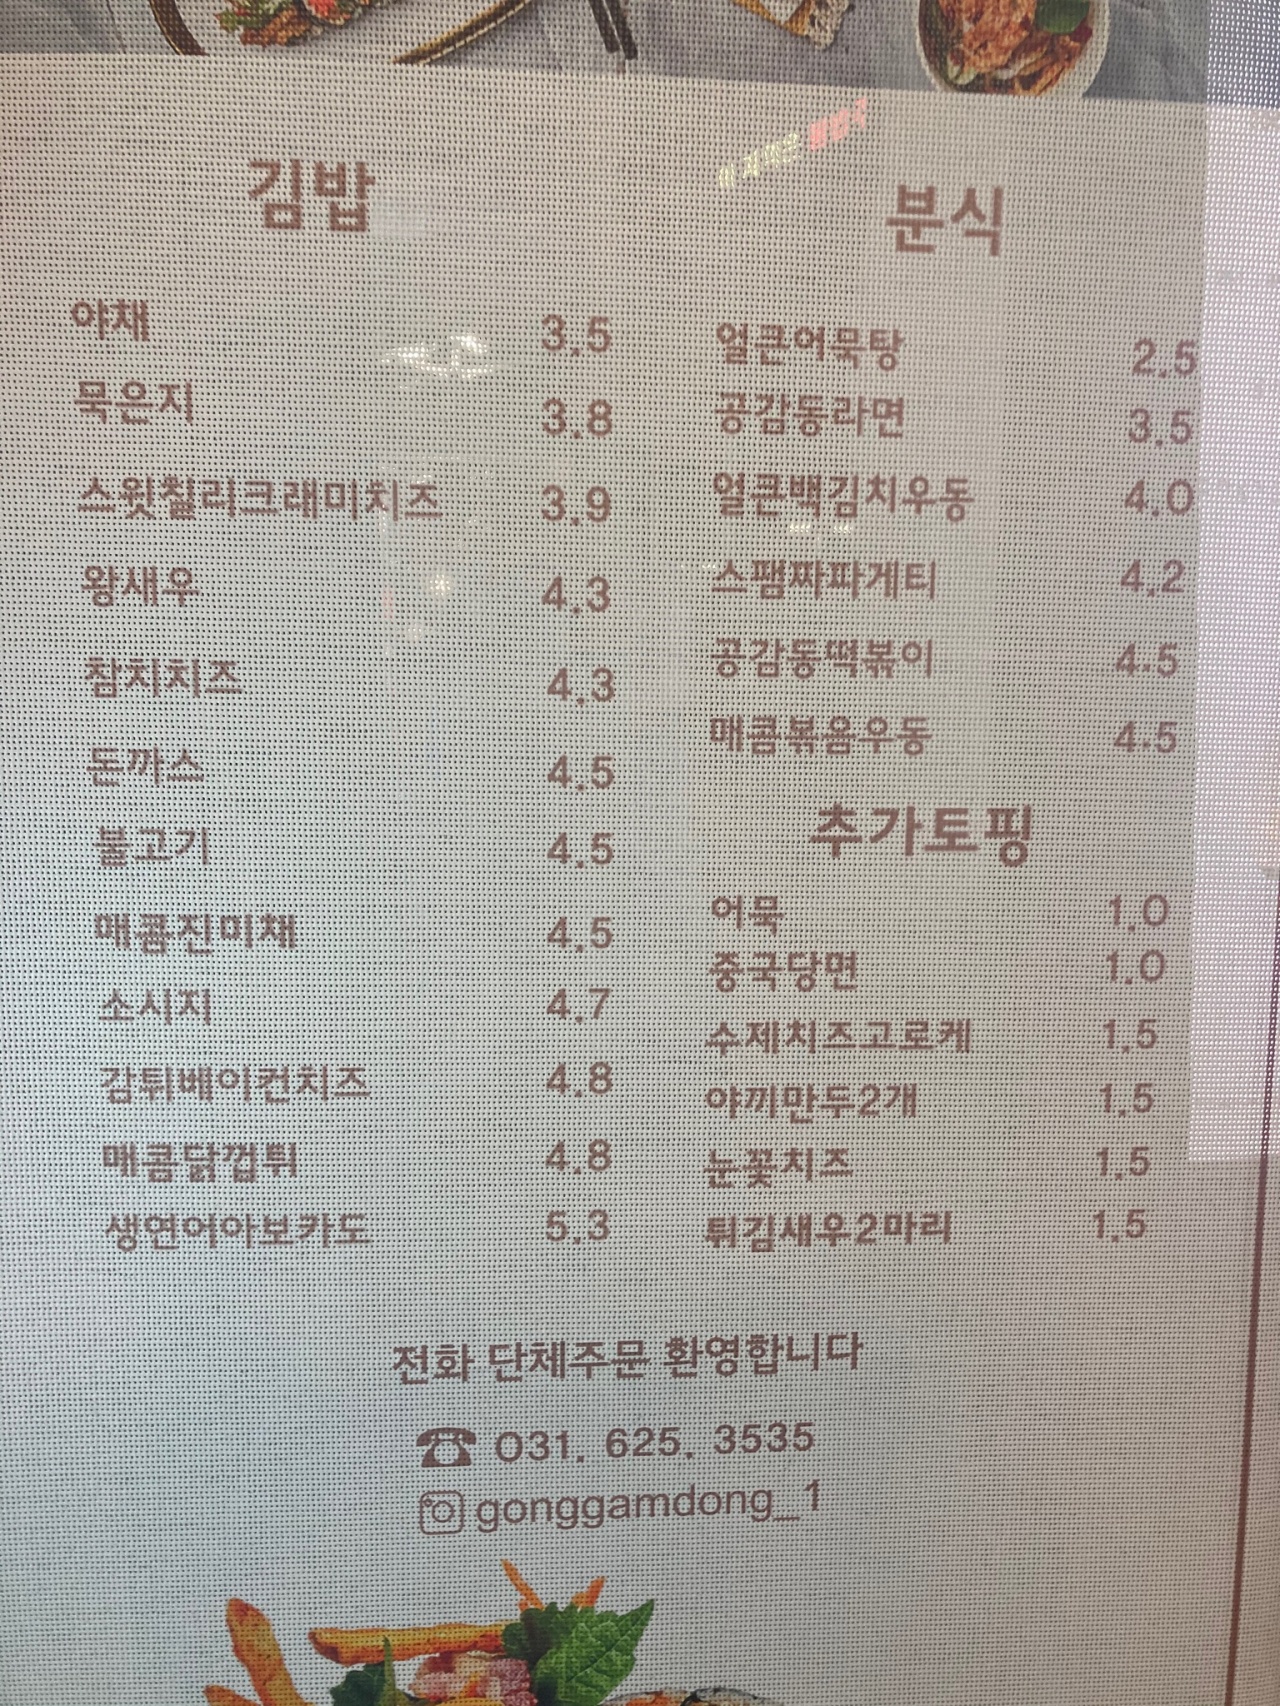 김밥
야채 3.5
묵은지 3.8
스윗칠리크래미치즈 3.9
왕새우 4.3
참치치즈 4.3
돈까스 4.5
불고기 4.5
매콤진미채 4.5
소시지 4.7
감튀베이컨치즈 4.8
매콤닭껍튀 4.8
생연어아보카도 5.3
분식
얼큰어묵탕 2.5
공감동라면 3.5
얼큰백김치우동 4.0
스팸짜파게티 4.2
공감동떡볶이 4.5
매콤볶음우동 4.5
추가토핑
어묵 1.0
중국당면 1.0
수제치즈고로케 1.5
야끼만두2개 1.5
눈꽃치즈 1.5
튀김새우2마리 1.5
전화 단체주문 환영합니다
031. 625. 3535
gonggamdong_1